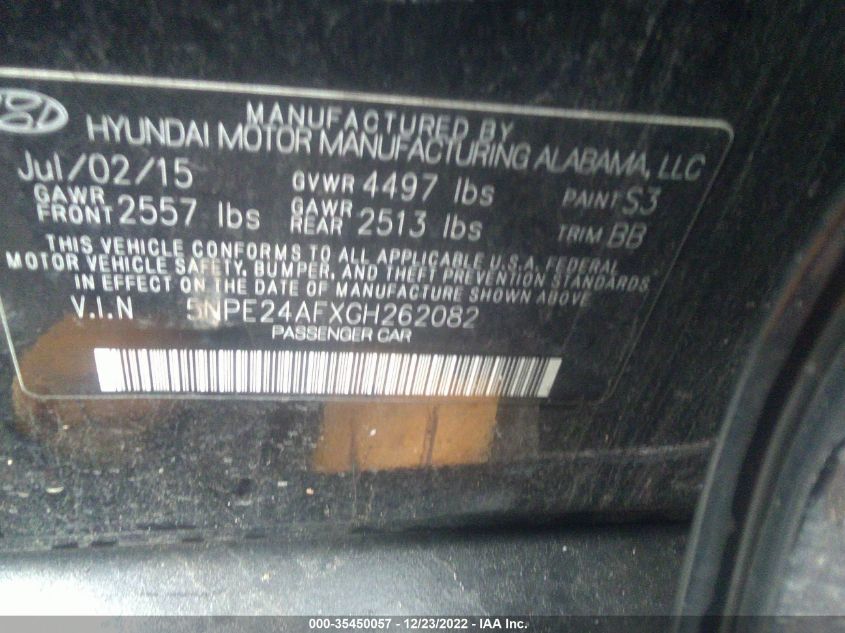 MANUFACTURED BY
HYUNDAI MOTOR MANUFACTURING ALABAMA, LLC
Jul/02/15 GVWR 4497 lbs PAINT S3
GAWR FRONT 2557 lbs GAWR REAR 2513 lbs TRIM BB
THIS VEHICLE CONFORMS TO ALL APPLICABLE U.S.A. FEDERAL
MOTOR VEHICLE SAFETY, BUMPER, AND THEFT PREVENTION STANDARDS
IN EFFECT ON THE DATE OF MANUFACTURE SHOWN ABOVE
V.I.N 5NPE24AFXGH262082
PASSENGER CAR
000-35450057 - 12/23/2022 - IAA Inc.